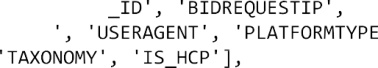 _ID', 'BIDREQUESTIP',
', 'USERAGENT', 'PLATFORMTYPE
'TAXONOMY', 'IS_HCP'],